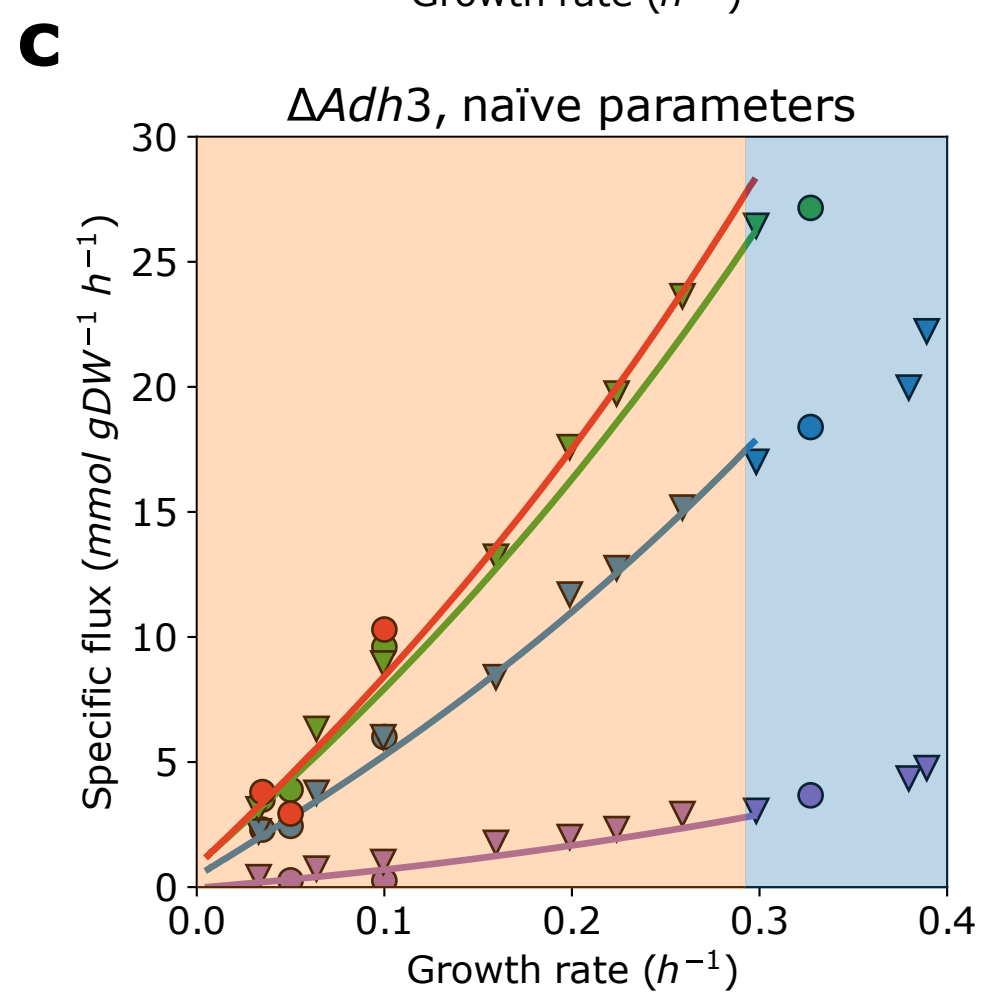 Growth rate (h⁻¹)
c
ΔAdh3, naïve parameters
30
25
20
15
10
5
0
Specific flux (mmol gDW⁻¹ h⁻¹)
0.0 0.1 0.2 0.3 0.4
Growth rate (h⁻¹)